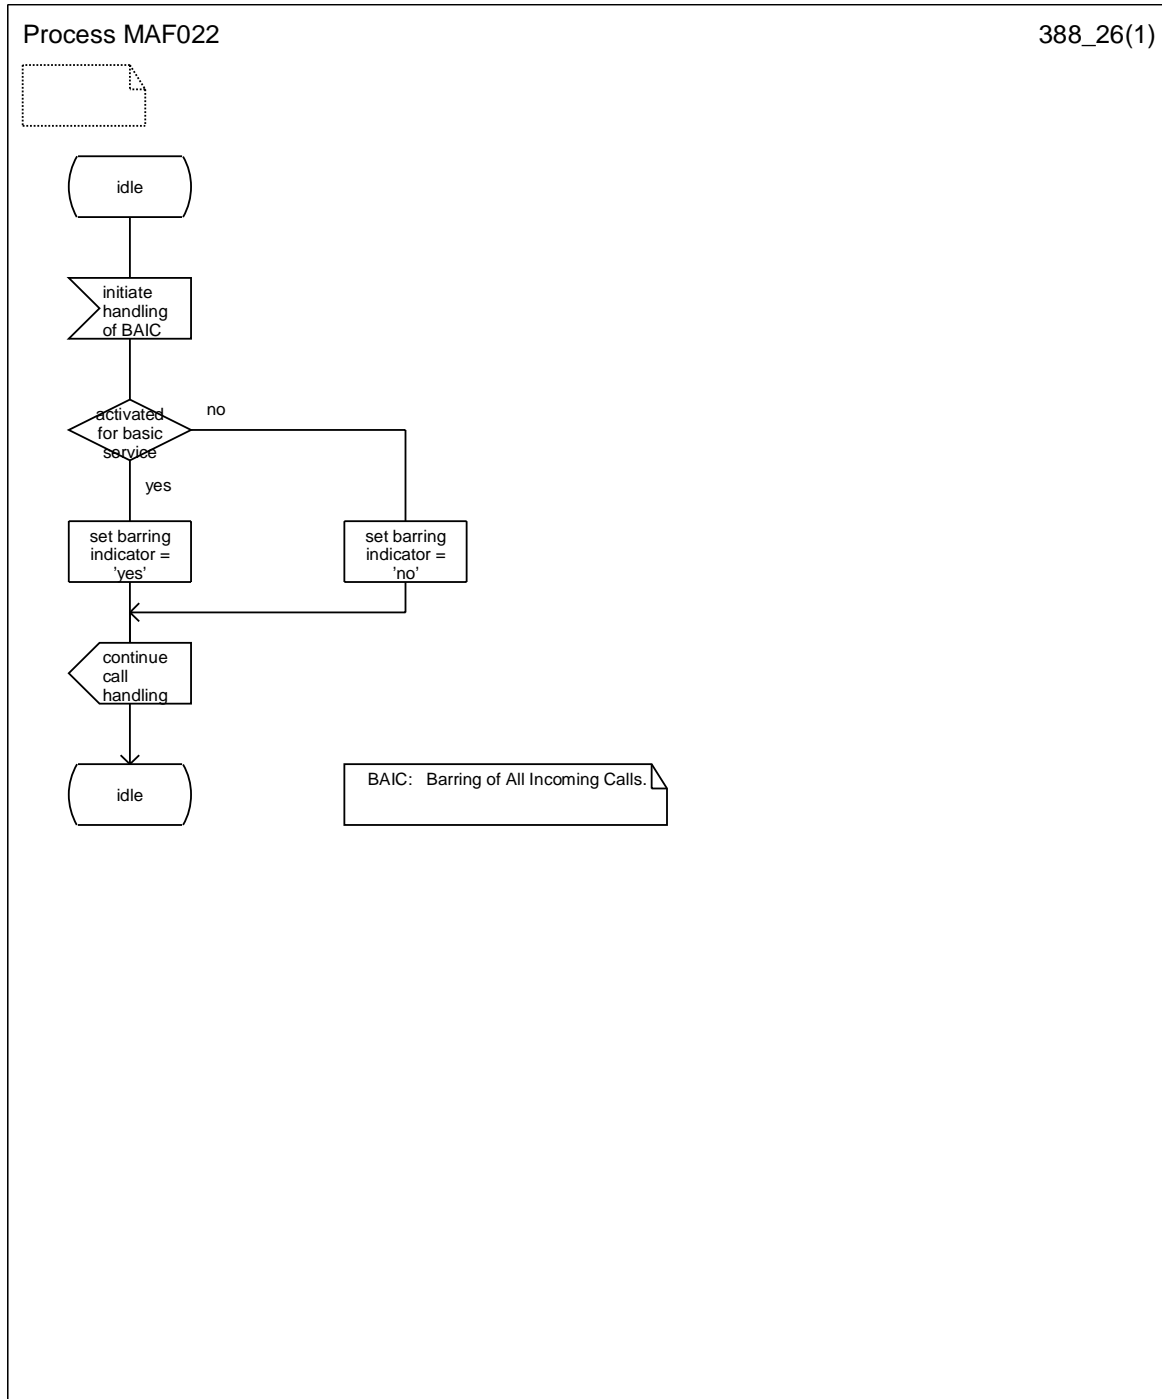 Process MAF022
388_26(1)
idle
initiate
handling
of BAIC
activated
for basic
service
no
yes
set barring
indicator =
'yes'
set barring
indicator =
'no'
continue
call
handling
idle
BAIC: Barring of All Incoming Calls.